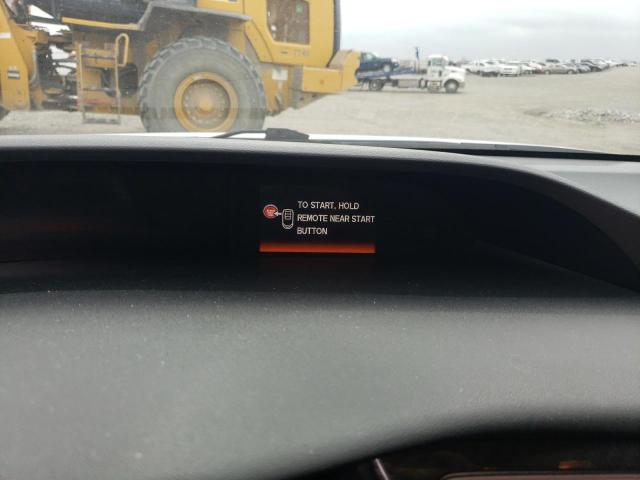 TO START, HOLD
REMOTE NEAR START
BUTTON